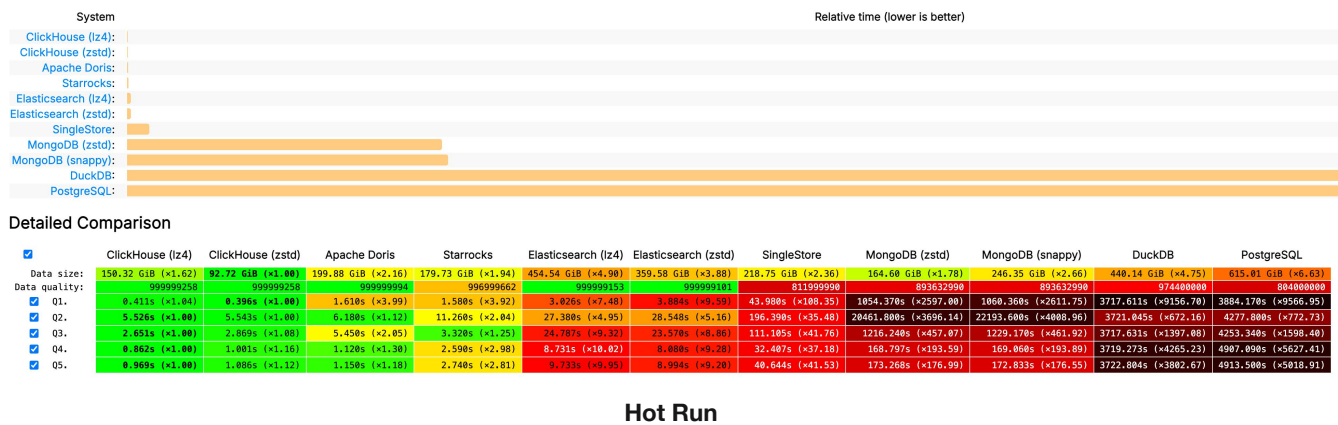 System Relative time (lower is better)
ClickHouse (lz4):
ClickHouse (zstd):
Apache Doris:
Starrocks:
Elasticsearch (lz4):
Elasticsearch (zstd):
SingleStore:
MongoDB (zstd):
MongoDB (snappy):
DuckDB:
PostgreSQL:
Detailed Comparison
ClickHouse (lz4) ClickHouse (zstd) Apache Doris Starrocks Elasticsearch (lz4) Elasticsearch (zstd) SingleStore MongoDB (zstd) MongoDB (snappy) DuckDB PostgreSQL
Data size: 150.32 GiB (×1.62) 92.72 GiB (×1.00) 199.88 GiB (×2.16) 179.73 GiB (×1.94) 454.54 GiB (×4.90) 359.58 GiB (×3.88) 218.75 GiB (×2.36) 164.60 GiB (×1.78) 246.35 GiB (×2.66) 440.14 GiB (×4.75) 615.01 GiB (×6.63)
Data quality: 999999258 999999258 999999994 996999662 999999153 999999101 811999990 893632990 893632990 974400000 804000000
Q1. 0.411s (×1.04) 0.396s (×1.00) 1.610s (×3.99) 1.580s (×3.92) 3.026s (×7.48) 3.884s (×9.59) 43.980s (×108.35) 1054.370s (×2597.00) 1060.360s (×2611.75) 3717.611s (×9156.70) 3884.170s (×9566.95)
Q2. 5.526s (×1.00) 5.543s (×1.00) 6.180s (×1.12) 11.260s (×2.04) 27.380s (×4.95) 28.548s (×5.16) 196.390s (×35.48) 20461.800s (×3696.14) 22193.600s (×4008.96) 3721.045s (×672.16) 4277.800s (×772.73)
Q3. 2.651s (×1.00) 2.869s (×1.08) 5.450s (×2.05) 3.320s (×1.25) 24.787s (×9.32) 23.570s (×8.86) 111.105s (×41.76) 1216.240s (×457.07) 1229.170s (×461.92) 3717.631s (×1397.08) 4253.340s (×1598.40)
Q4. 0.862s (×1.00) 1.001s (×1.16) 1.120s (×1.30) 2.590s (×2.98) 8.731s (×10.02) 8.080s (×9.28) 32.407s (×37.18) 168.797s (×193.59) 169.060s (×193.89) 3719.273s (×4265.23) 4907.090s (×5627.41)
Q5. 0.969s (×1.00) 1.086s (×1.12) 1.150s (×1.18) 2.740s (×2.81) 9.733s (×9.95) 8.994s (×9.20) 40.644s (×41.53) 173.268s (×176.99) 172.833s (×176.55) 3722.804s (×3802.67) 4913.500s (×5018.91)
Hot Run